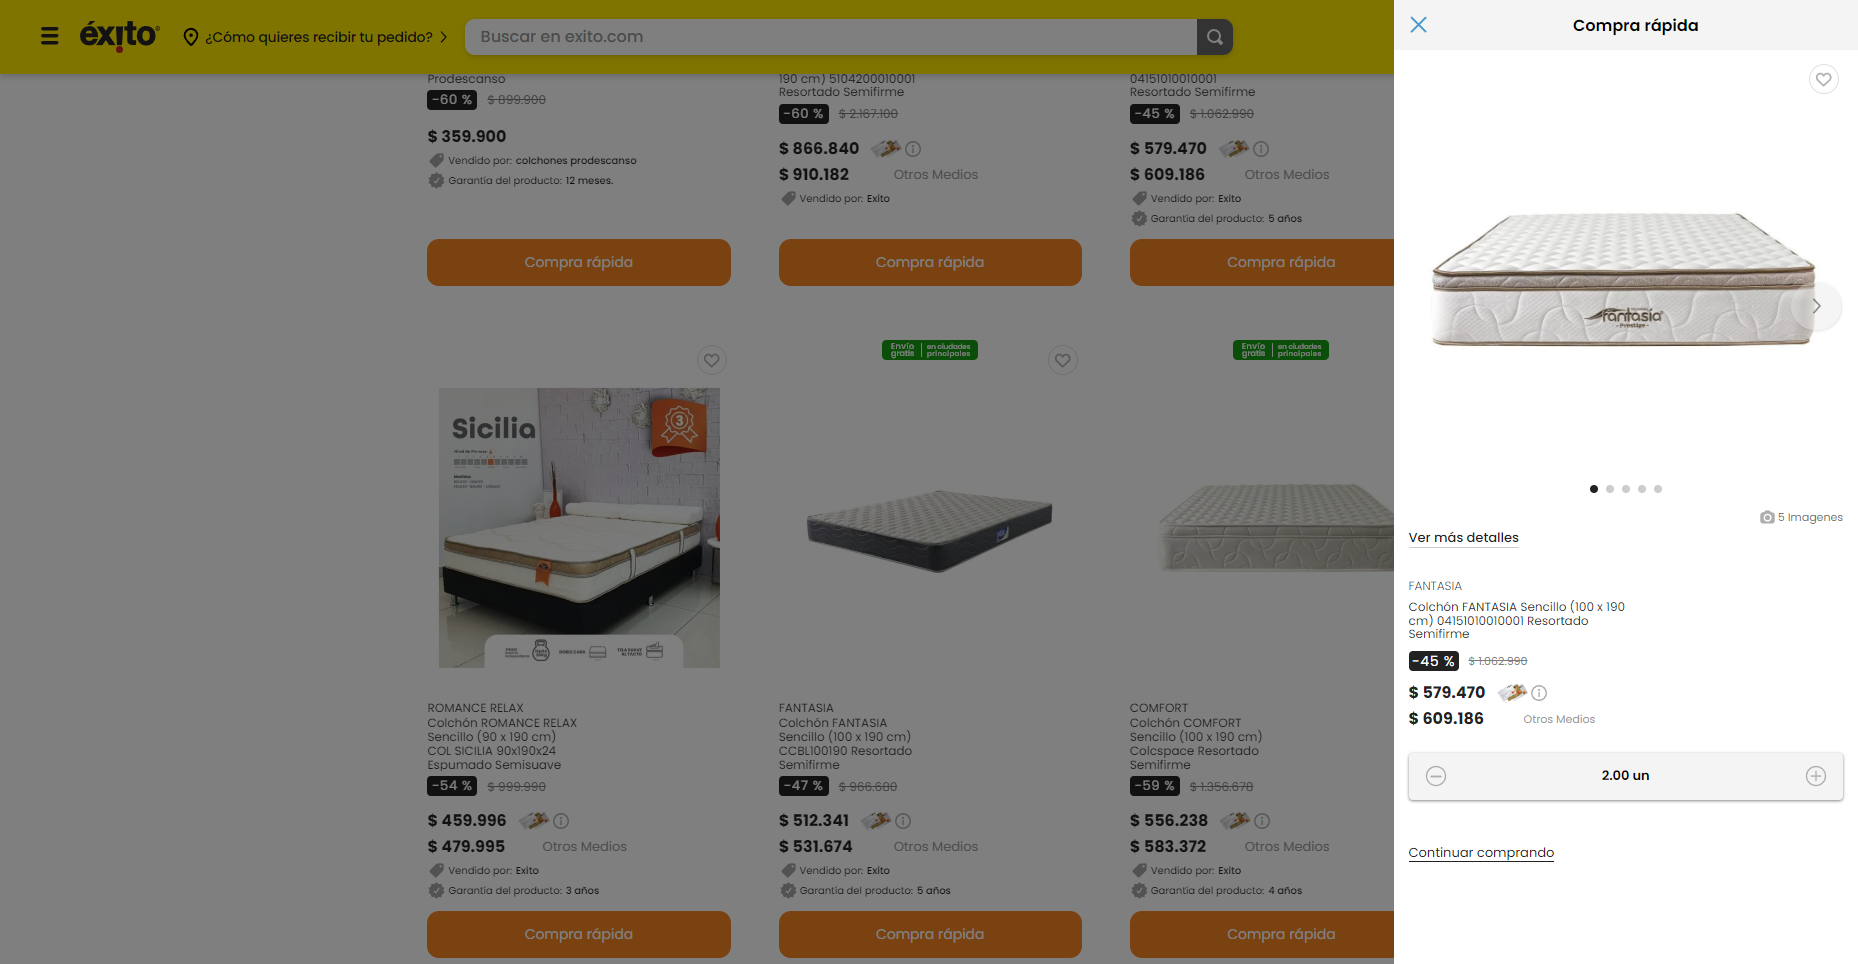 éxito
¿Cómo quieres recibir tu pedido?
Buscar en exito.com
Prodescanso
-60 % $ 899.900
$ 359.900
Vendido por: colchones prodescanso
Garantía del producto: 12 meses.
Compra rápida
190 cm) 5104200010001
Resortado Semifirme
-60 % $ 2.167.100
$ 866.840
$ 910.182 Otros Medios
Vendido por: Exito
Compra rápida
04151010010001
Resortado Semifirme
-45 % $ 1.062.990
$ 579.470
$ 609.186 Otros Medios
Vendido por: Exito
Garantía del producto: 5 años
Compra rápida
Sicilia
3
ROMANCE RELAX
Colchón ROMANCE RELAX
Sencillo (90 x 190 cm)
COL SICILIA 90x190x24
Espumado Semisuave
-54 % $ 999.990
$ 459.996
$ 479.995 Otros Medios
Vendido por: Exito
Garantía del producto: 3 años
Compra rápida
Envío gratis en ciudades principales
FANTASIA
Colchón FANTASIA
Sencillo (100 x 190 cm)
CCBL100190 Resortado
Semifirme
-47 % $ 966.680
$ 512.341
$ 531.674 Otros Medios
Vendido por: Exito
Garantía del producto: 5 años
Compra rápida
Envío gratis en ciudades principales
COMFORT
Colchón COMFORT
Sencillo (100 x 190 cm)
Colcspace Resortado
Semifirme
-59 % $ 1.356.678
$ 556.238
$ 583.372 Otros Medios
Vendido por: Exito
Garantía del producto: 4 años
Compra rápida
Compra rápida
fantasía
Prestige
5 Imagenes
Ver más detalles
FANTASIA
Colchón FANTASIA Sencillo (100 x 190
cm) 04151010010001 Resortado
Semifirme
-45 % $ 1.062.990
$ 579.470
$ 609.186 Otros Medios
2.00 un
Continuar comprando